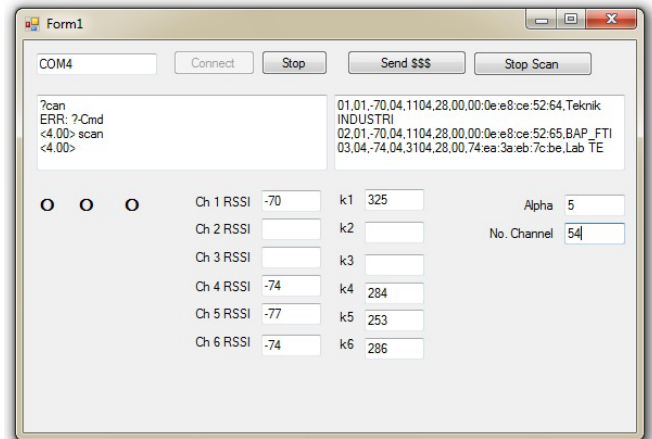 Form1
COM4 Connect Stop Send $$$ Stop Scan
?can
ERR: ?-Cmd
<4.00> scan
<4.00>
01,01,-70,04,1104,28,00,00:0e:e8:ce:52:64,Teknik
INDUSTRI
02,01,-70,04,1104,28,00,00:0e:e8:ce:52:65,BAP_FTI
03,04,-74,04,3104,28,00,74:ea:3a:eb:7c:be,Lab TE
O O O
Ch 1 RSSI -70 k1 325 Alpha 5
Ch 2 RSSI k2 No. Channel 54
Ch 3 RSSI k3
Ch 4 RSSI -74 k4 284
Ch 5 RSSI -77 k5 253
Ch 6 RSSI -74 k6 286